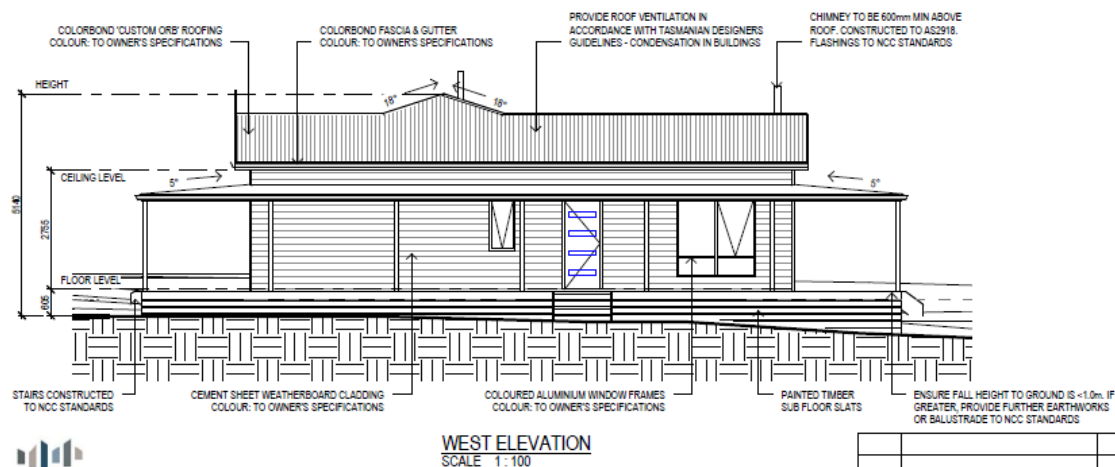 COLORBOND 'CUSTOM ORB' ROOFING
COLOUR: TO OWNER'S SPECIFICATIONS
COLORBOND FASCIA & GUTTER
COLOUR: TO OWNER'S SPECIFICATIONS
PROVIDE ROOF VENTILATION IN
ACCORDANCE WITH TASMANIAN DESIGNERS
GUIDELINES - CONDENSATION IN BUILDINGS
CHIMNEY TO BE 600mm MIN ABOVE
ROOF. CONSTRUCTED TO AS2918.
FLASHINGS TO NCC STANDARDS
HEIGHT
18°
18°
CEILING LEVEL
5°
5°
5140
2755
FLOOR LEVEL
605
STAIRS CONSTRUCTED
TO NCC STANDARDS
CEMENT SHEET WEATHERBOARD CLADDING
COLOUR: TO OWNER'S SPECIFICATIONS
COLOURED ALUMINIUM WINDOW FRAMES
COLOUR: TO OWNER'S SPECIFICATIONS
PAINTED TIMBER
SUB FLOOR SLATS
ENSURE FALL HEIGHT TO GROUND IS <1.0m. IF
GREATER, PROVIDE FURTHER EARTHWORKS
OR BALUSTRADE TO NCC STANDARDS
WEST ELEVATION
SCALE 1 : 100